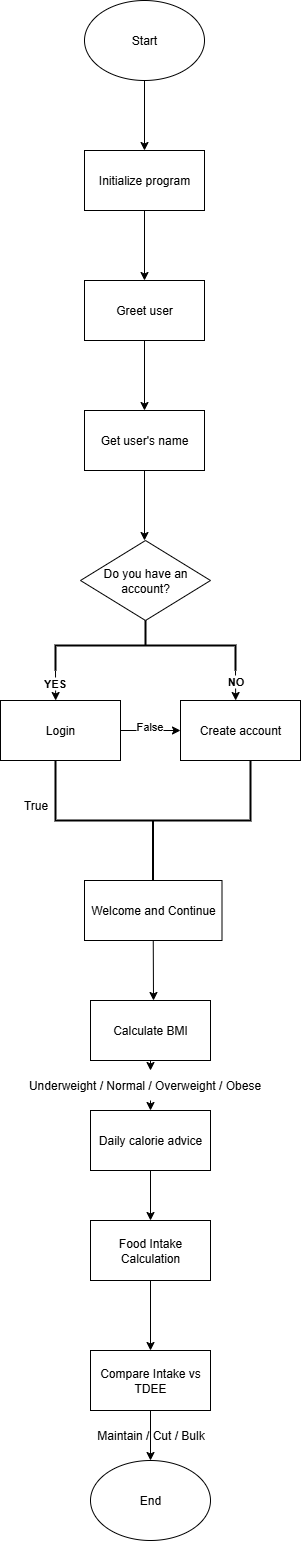 Start
Initialize program
Greet user
Get user's name
Do you have an
account?
YES
NO
Login
False
Create account
True
Welcome and Continue
Calculate BMI
Underweight / Normal / Overweight / Obese
Daily calorie advice
Food Intake
Calculation
Compare Intake vs
TDEE
Maintain / Cut / Bulk
End